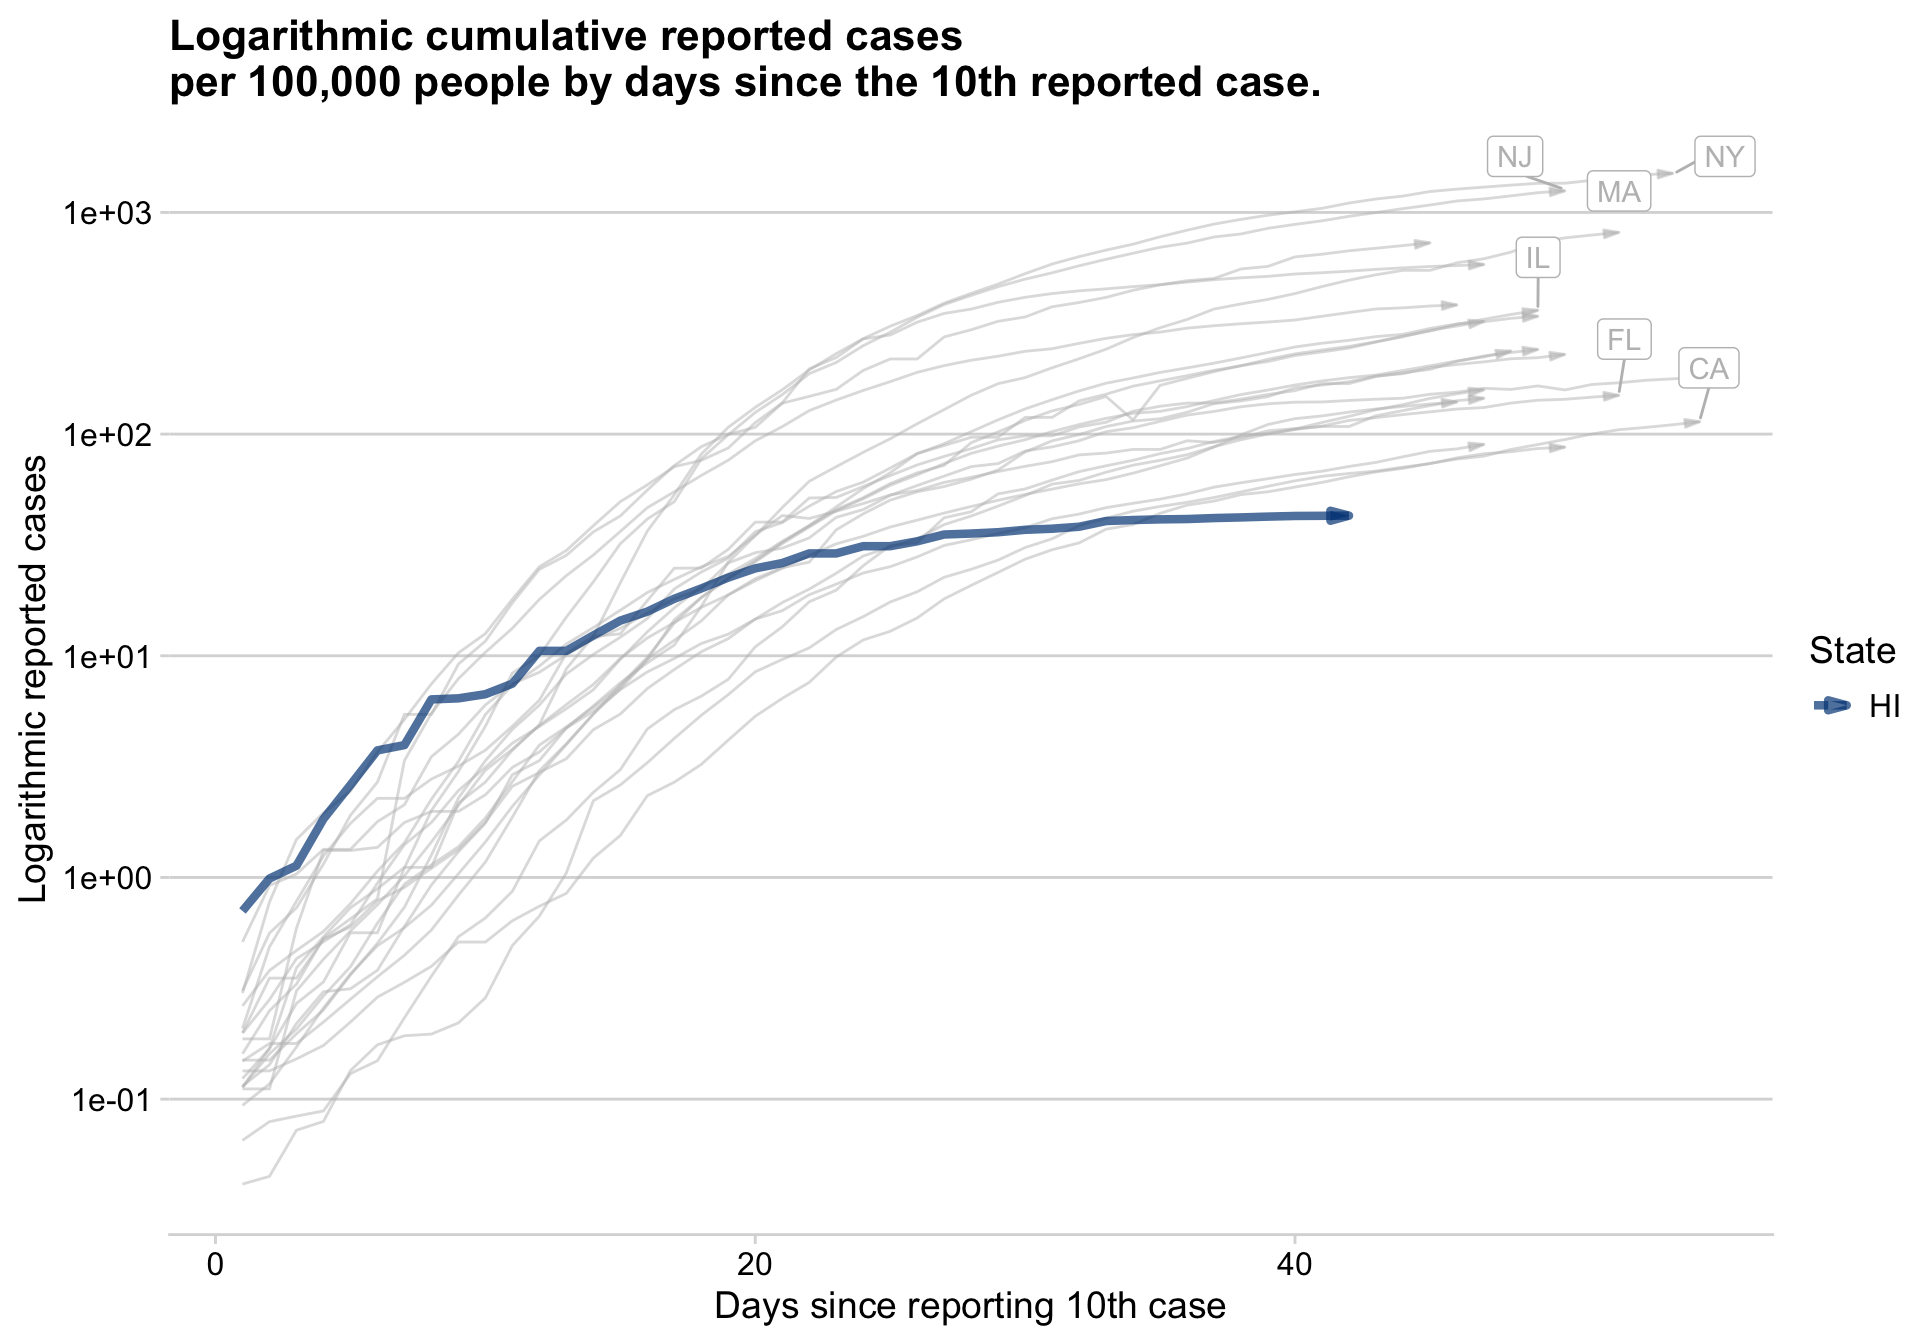 Logarithmic cumulative reported cases
per 100,000 people by days since the 10th reported case.
NJ
NY
MA
1e+03
IL
FL
CA
1e+02
Logarithmic reported cases
1e+01
State
HI
1e+00
1e-01
0
20
40
Days since reporting 10th case